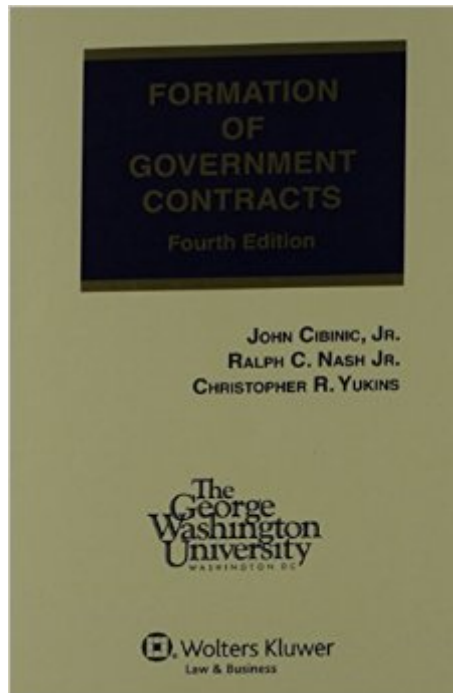 FORMATION
OF
GOVERNMENT
CONTRACTS
Fourth Edition
JOHN CIBINIC, JR.
RALPH C. NASH JR.
CHRISTOPHER R. YUKINS
The
George
Washington
University
WASHINGTON DC
Wolters Kluwer
Law & Business